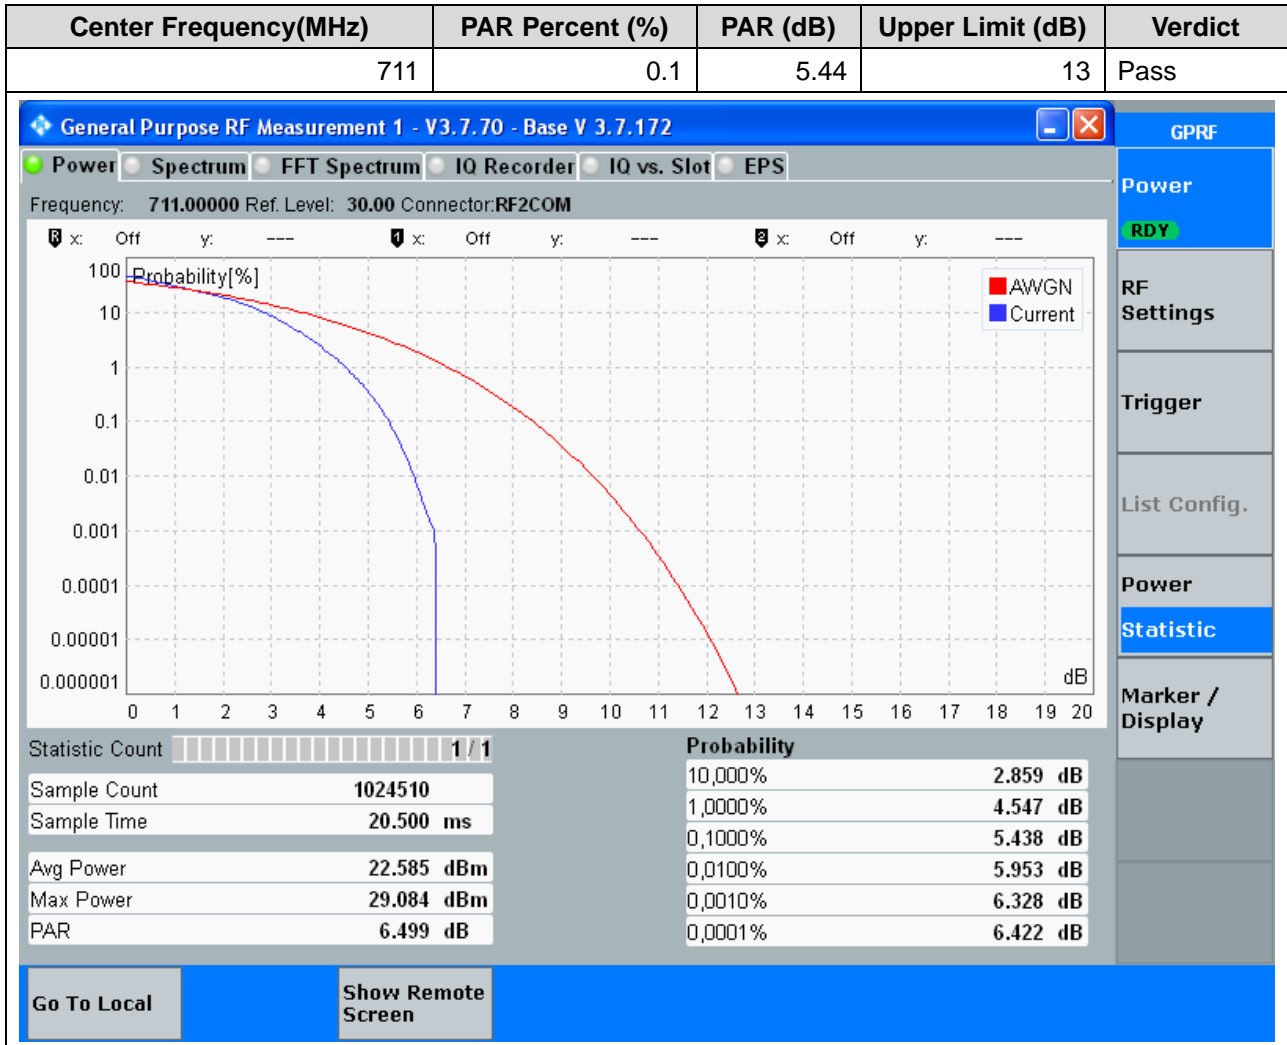 Center Frequency(MHz) PAR Percent (%) PAR (dB) Upper Limit (dB) Verdict
711 0.1 5.44 13 Pass
General Purpose RF Measurement 1 - V3.7.70 - Base V 3.7.172
GPRF
Power Spectrum FFT Spectrum IQ Recorder IQ vs. Slot EPS
Power
RDY
Frequency: 711.00000 Ref. Level: 30.00 Connector:RF2COM
R x: Off y: --- 1 x: Off y: --- 2 x: Off y: ---
Probability[%]
AWGN
Current
100
10
1
0.1
0.01
0.001
0.0001
0.00001
0.000001
dB
0 1 2 3 4 5 6 7 8 9 10 11 12 13 14 15 16 17 18 19 20
RF
Settings
Trigger
List Config.
Power
Statistic
Marker /
Display
Statistic Count 1 / 1
Sample Count 1024510
Sample Time 20.500 ms
Avg Power 22.585 dBm
Max Power 29.084 dBm
PAR 6.499 dB
Probability
10,000% 2.859 dB
1,0000% 4.547 dB
0,1000% 5.438 dB
0,0100% 5.953 dB
0,0010% 6.328 dB
0,0001% 6.422 dB
Go To Local
Show Remote
Screen